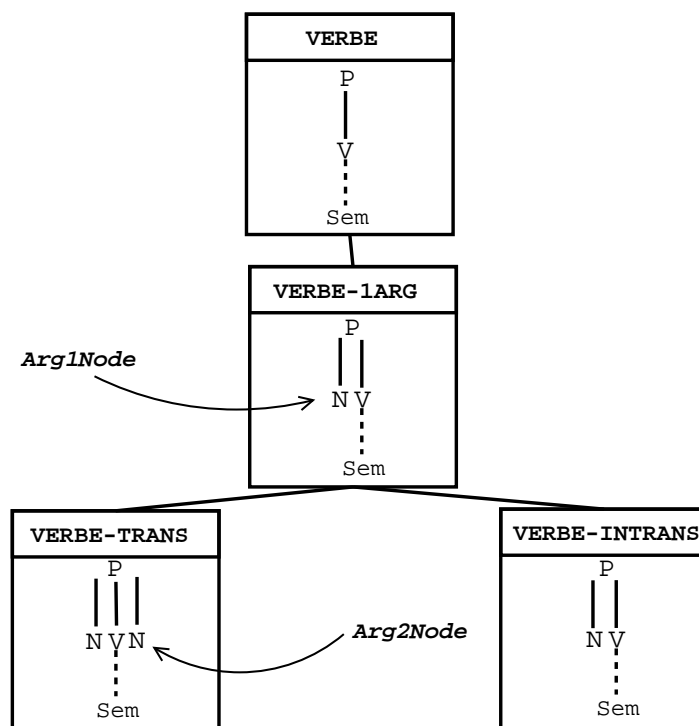 VERBE
P
V
Sem
VERBE-1ARG
P
Arg1Node
N V
Sem
VERBE-TRANS
P
N V N
Arg2Node
Sem
VERBE-INTRANS
P
N V
Sem